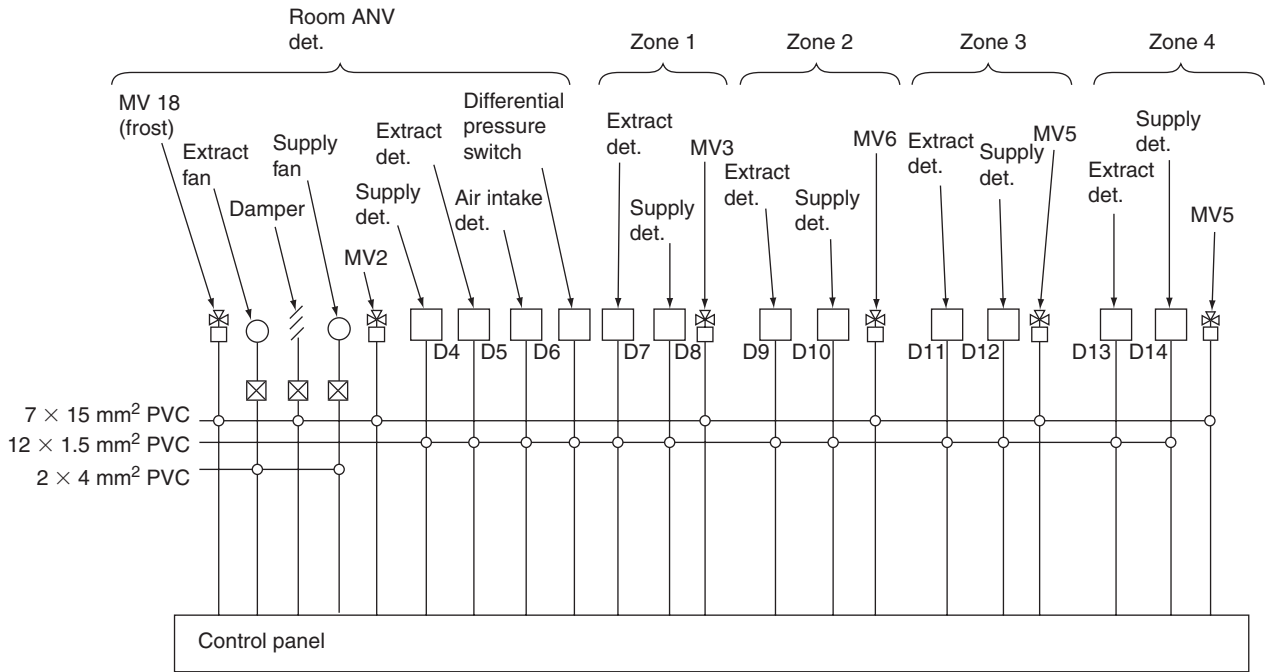 Room ANV
det.
Zone 1
Zone 2
Zone 3
Zone 4
MV 18
(frost)
Extract
fan
Damper
Supply
fan
MV2
Supply
det.
Extract
det.
Air intake
det.
Differential
pressure
switch
Extract
det.
Supply
det.
MV3
Extract
det.
Supply
det.
MV6
Extract
det.
Supply
det.
MV5
Extract
det.
Supply
det.
MV5
D4
D5
D6
D7
D8
D9
D10
D11
D12
D13
D14
7 × 15 mm² PVC
12 × 1.5 mm² PVC
2 × 4 mm² PVC
Control panel